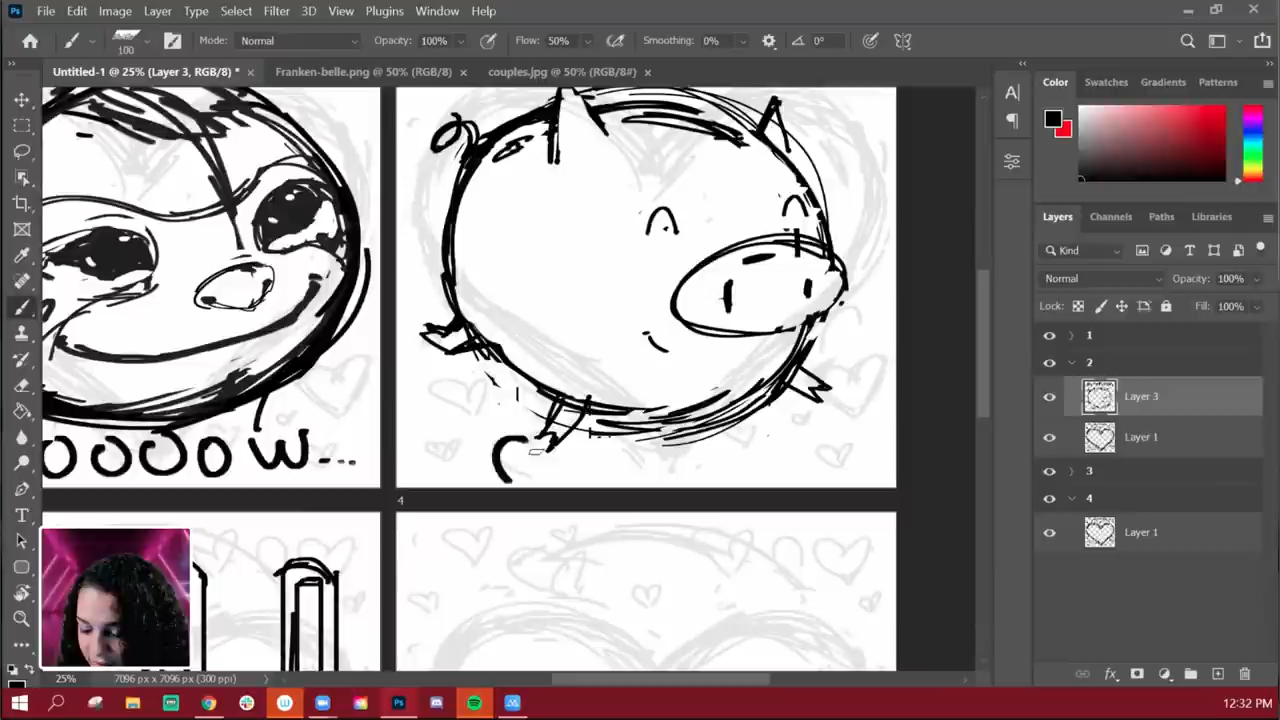 Ps File Edit Image Layer Type Select Filter 3D View Plugins Window Help
100 Mode: Normal Opacity: 100% Flow: 50% Smoothing: 0% 0°
Untitled-1 @ 25% (Layer 3, RGB/8) * × Franken-belle.png @ 50% (RGB/8) × couples.jpg @ 50% (RGB/8#) ×
Color Swatches Gradients Patterns
Layers Channels Paths Libraries
Kind
Normal Opacity: 100%
Lock: Fill: 100%
1
2
Layer 3
Layer 1
3
4
Layer 1
OOOOW...
C
4
25% 7096 px x 7096 px (300 ppi)
Ps
12:32 PM